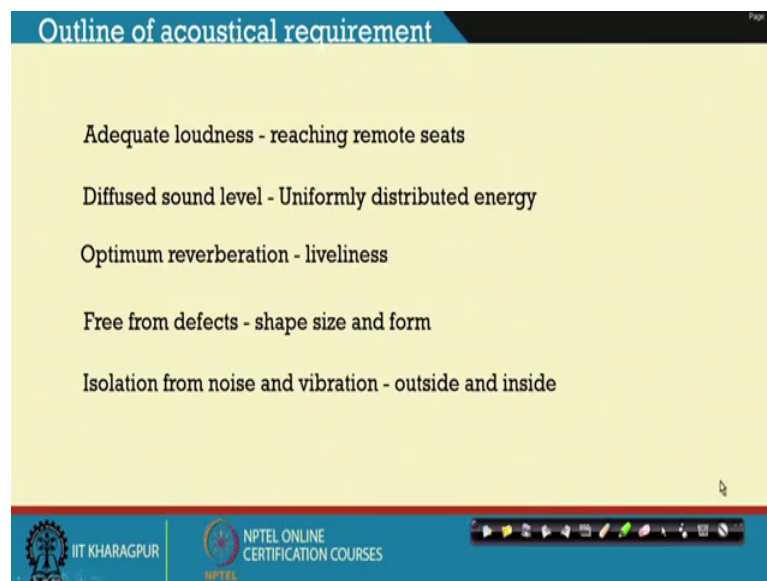 Outline of acoustical requirement
Page
Adequate loudness - reaching remote seats
Diffused sound level - Uniformly distributed energy
Optimum reverberation - liveliness
Free from defects - shape size and form
Isolation from noise and vibration - outside and inside
IIT KHARAGPUR
NPTEL
NPTEL ONLINE
CERTIFICATION COURSES